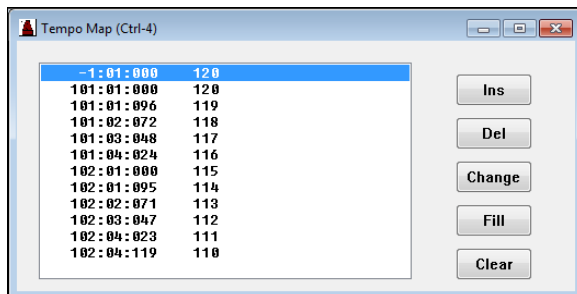 Tempo Map (Ctrl-4)
-1:01:000 120
101:01:000 120
101:01:096 119
101:02:072 118
101:03:048 117
101:04:024 116
102:01:000 115
102:01:095 114
102:02:071 113
102:03:047 112
102:04:023 111
102:04:119 110
Ins
Del
Change
Fill
Clear